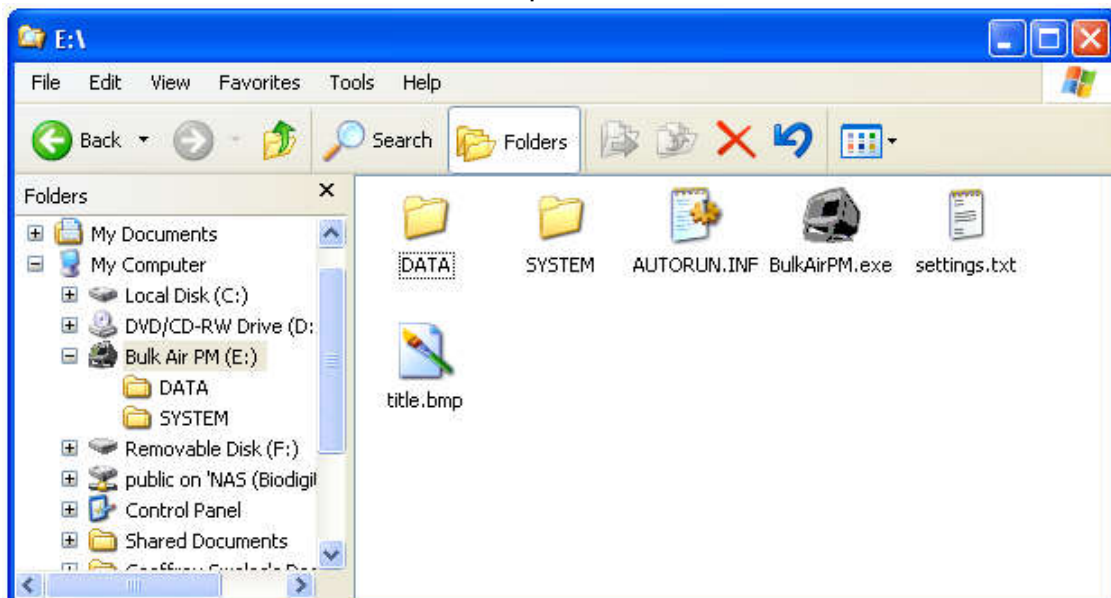 E:\
File Edit View Favorites Tools Help
Back Search Folders
Folders
My Documents
My Computer
Local Disk (C:)
DVD/CD-RW Drive (D:
Bulk Air PM (E:)
DATA
SYSTEM
Removable Disk (F:)
public on 'NAS (Biodigit
Control Panel
Shared Documents
DATA SYSTEM AUTORUN.INF BulkAirPM.exe settings.txt
title.bmp